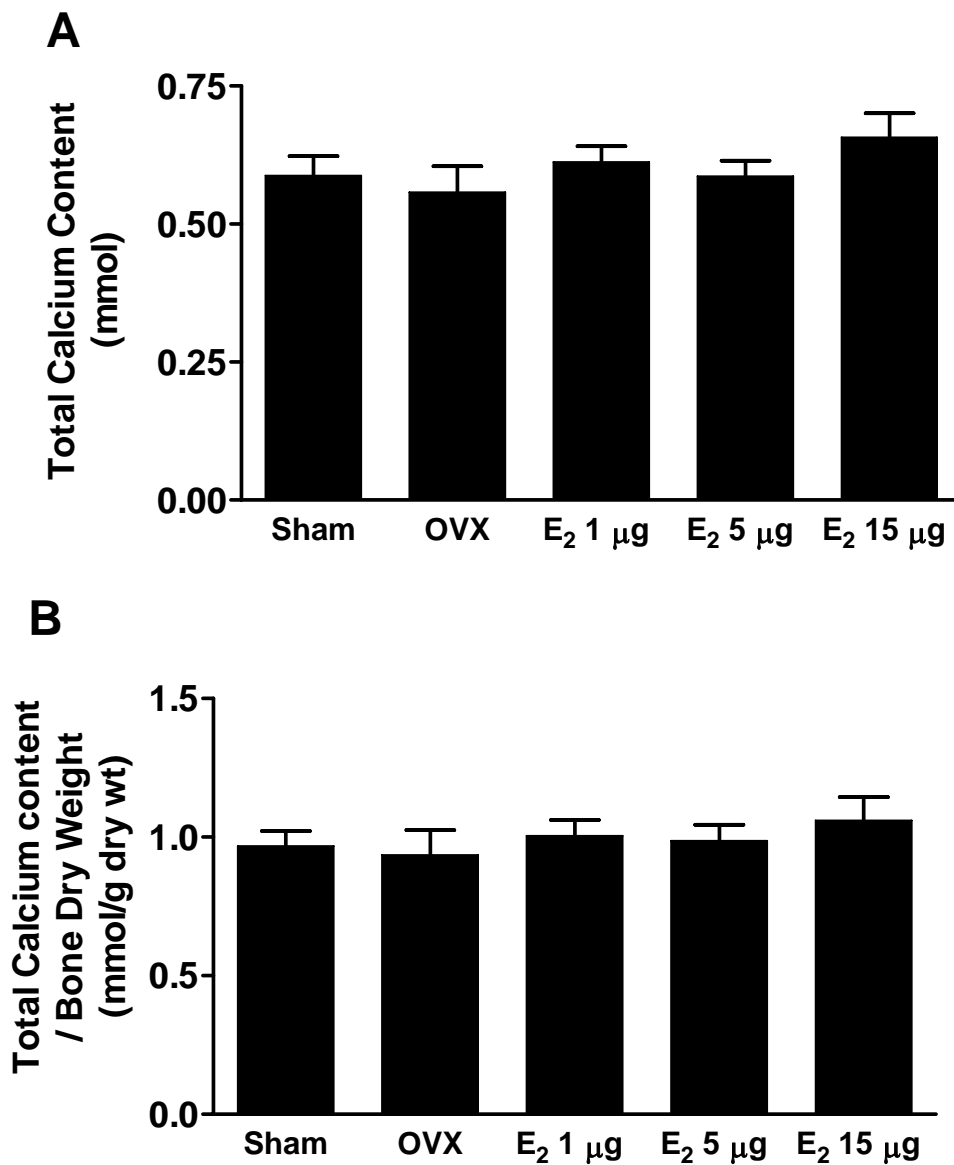 A
Total Calcium Content
(mmol)
0.75
0.50
0.25
0.00
Sham OVX E₂ 1 μg E₂ 5 μg E₂ 15 μg
B
Total Calcium content
/ Bone Dry Weight
(mmol/g dry wt)
1.5
1.0
0.5
0.0
Sham OVX E₂ 1 μg E₂ 5 μg E₂ 15 μg